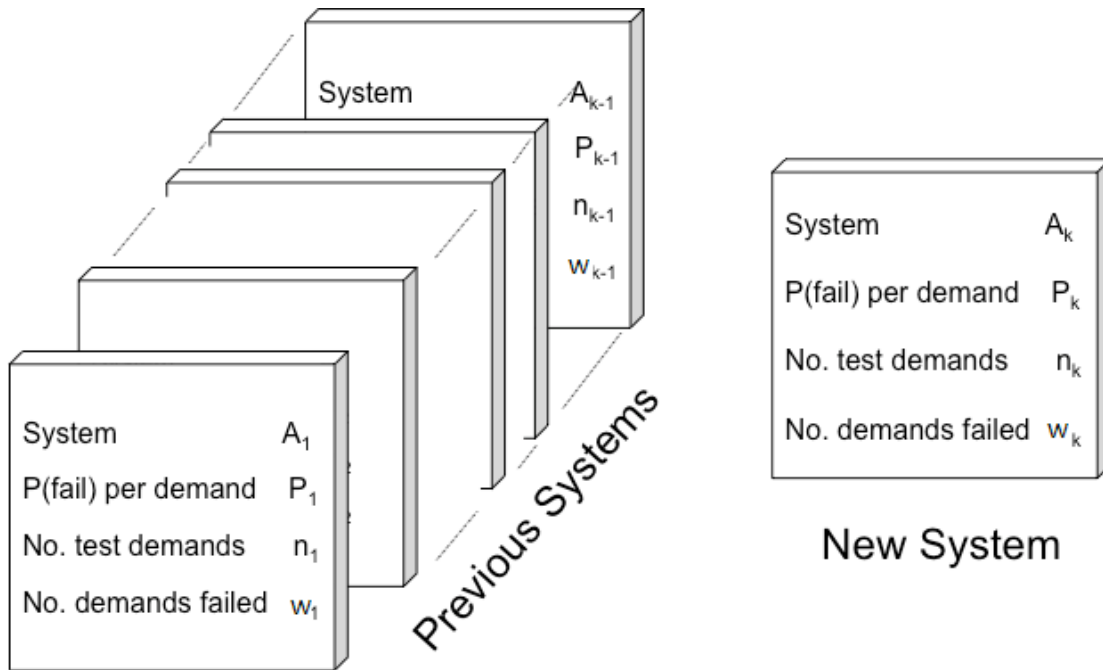 System A_{k-1}
P_{k-1}
n_{k-1}
w_{k-1}
System A_1
P(fail) per demand P_1
No. test demands n_1
No. demands failed w_1
Previous Systems
System A_k
P(fail) per demand P_k
No. test demands n_k
No. demands failed w_k
New System